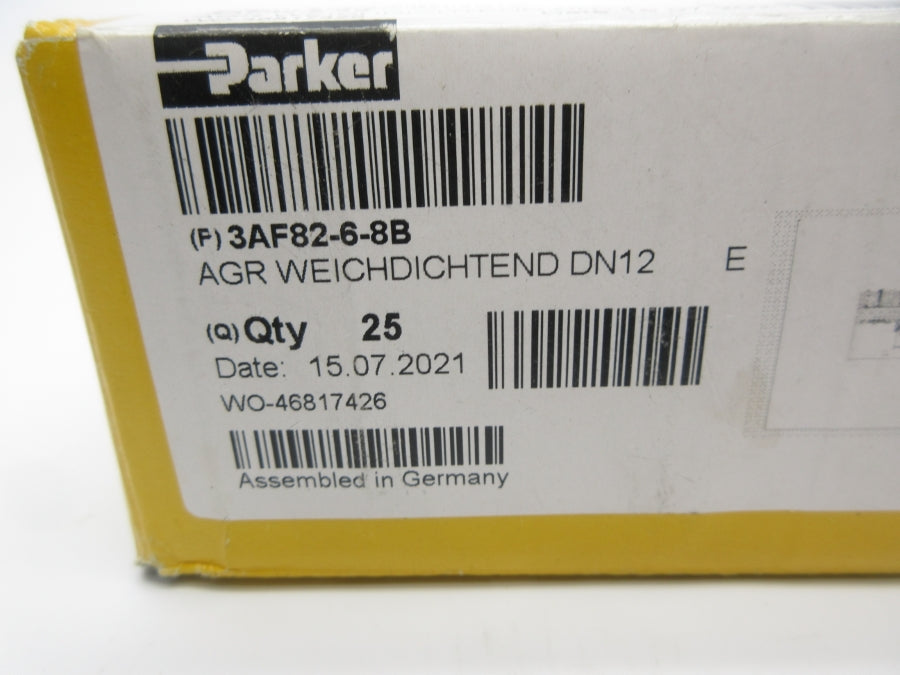 Parker
(P) 3AF82-6-8B
AGR WEICHDICHTEND DN12 E
(Q) Qty 25
Date: 15.07.2021
WO-46817426
Assembled in Germany